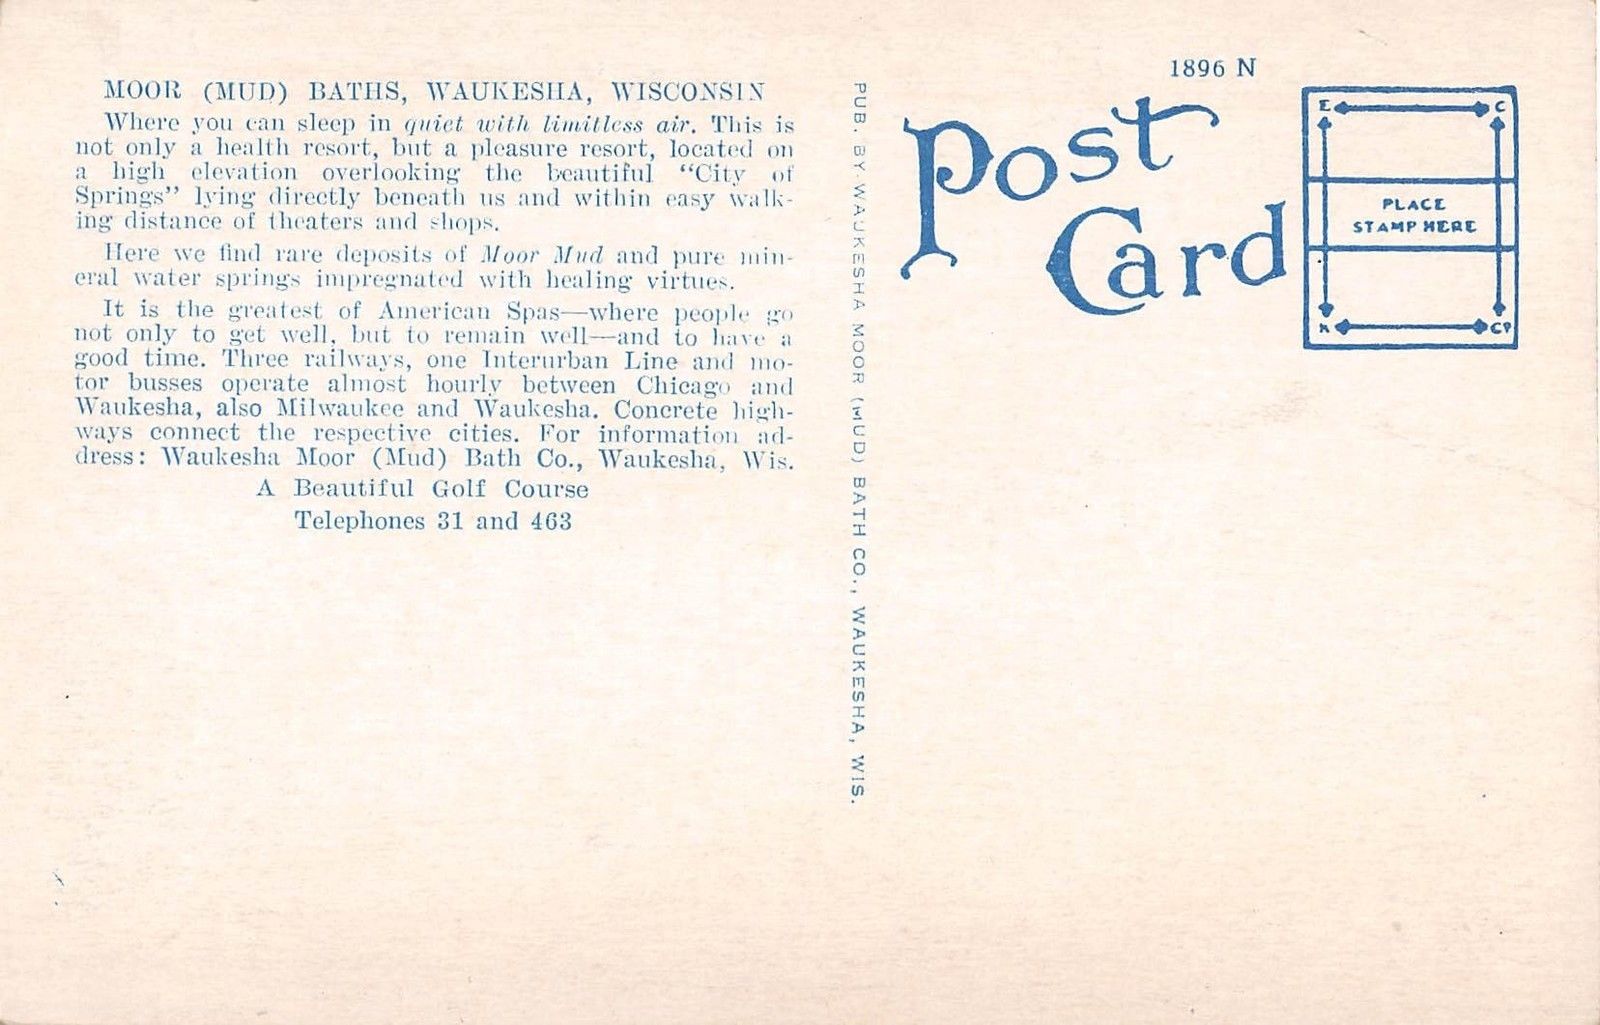 MOOR (MUD) BATHS, WAUKESHA, WISCONSIN
Where you can sleep in quiet with limitless air. This is
not only a health resort, but a pleasure resort, located on
a high elevation overlooking the beautiful “City of
Springs” lying directly beneath us and within easy walk-
ing distance of theaters and shops.
Here we find rare deposits of Moor Mud and pure min-
eral water springs impregnated with healing virtues.
It is the greatest of American Spas—where people go
not only to get well, but to remain well—and to have a
good time. Three railways, one Interurban Line and mo-
tor busses operate almost hourly between Chicago and
Waukesha, also Milwaukee and Waukesha. Concrete high-
ways connect the respective cities. For information ad-
dress: Waukesha Moor (Mud) Bath Co., Waukesha, Wis.
A Beautiful Golf Course
Telephones 31 and 463
PUB. BY WAUKESHA MOOR (MUD) BATH CO., WAUKESHA, WIS.
1896 N
Post
Card
E C
PLACE
STAMP HERE
K CO